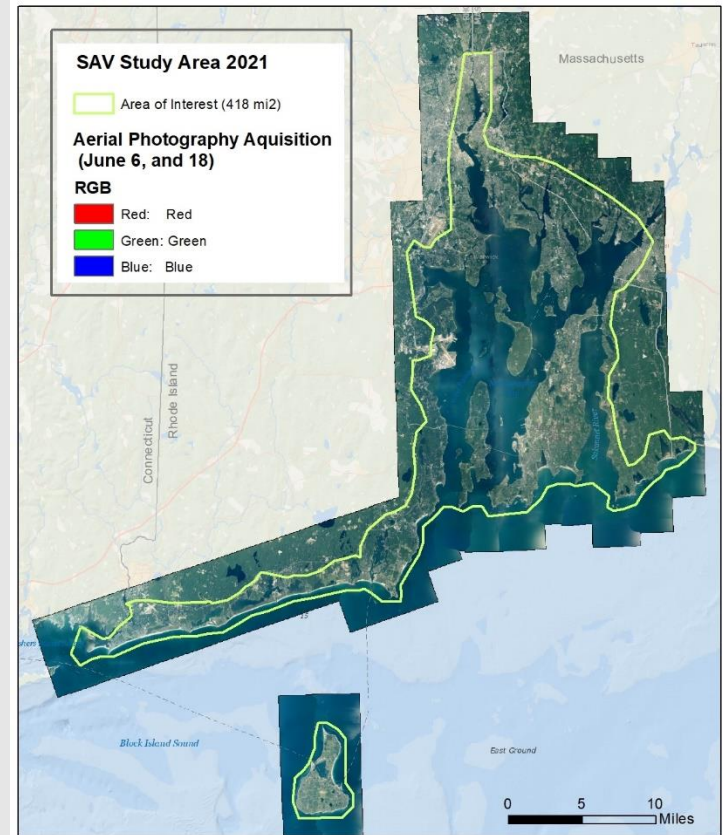 SAV Study Area 2021
Area of Interest (418 mi2)
Aerial Photography Aquisition
(June 6, and 18)
RGB
Red: Red
Green: Green
Blue: Blue
Massachusetts
Connecticut
Rhode Island
Block Island Sound
East Ground
0 5 10
Miles